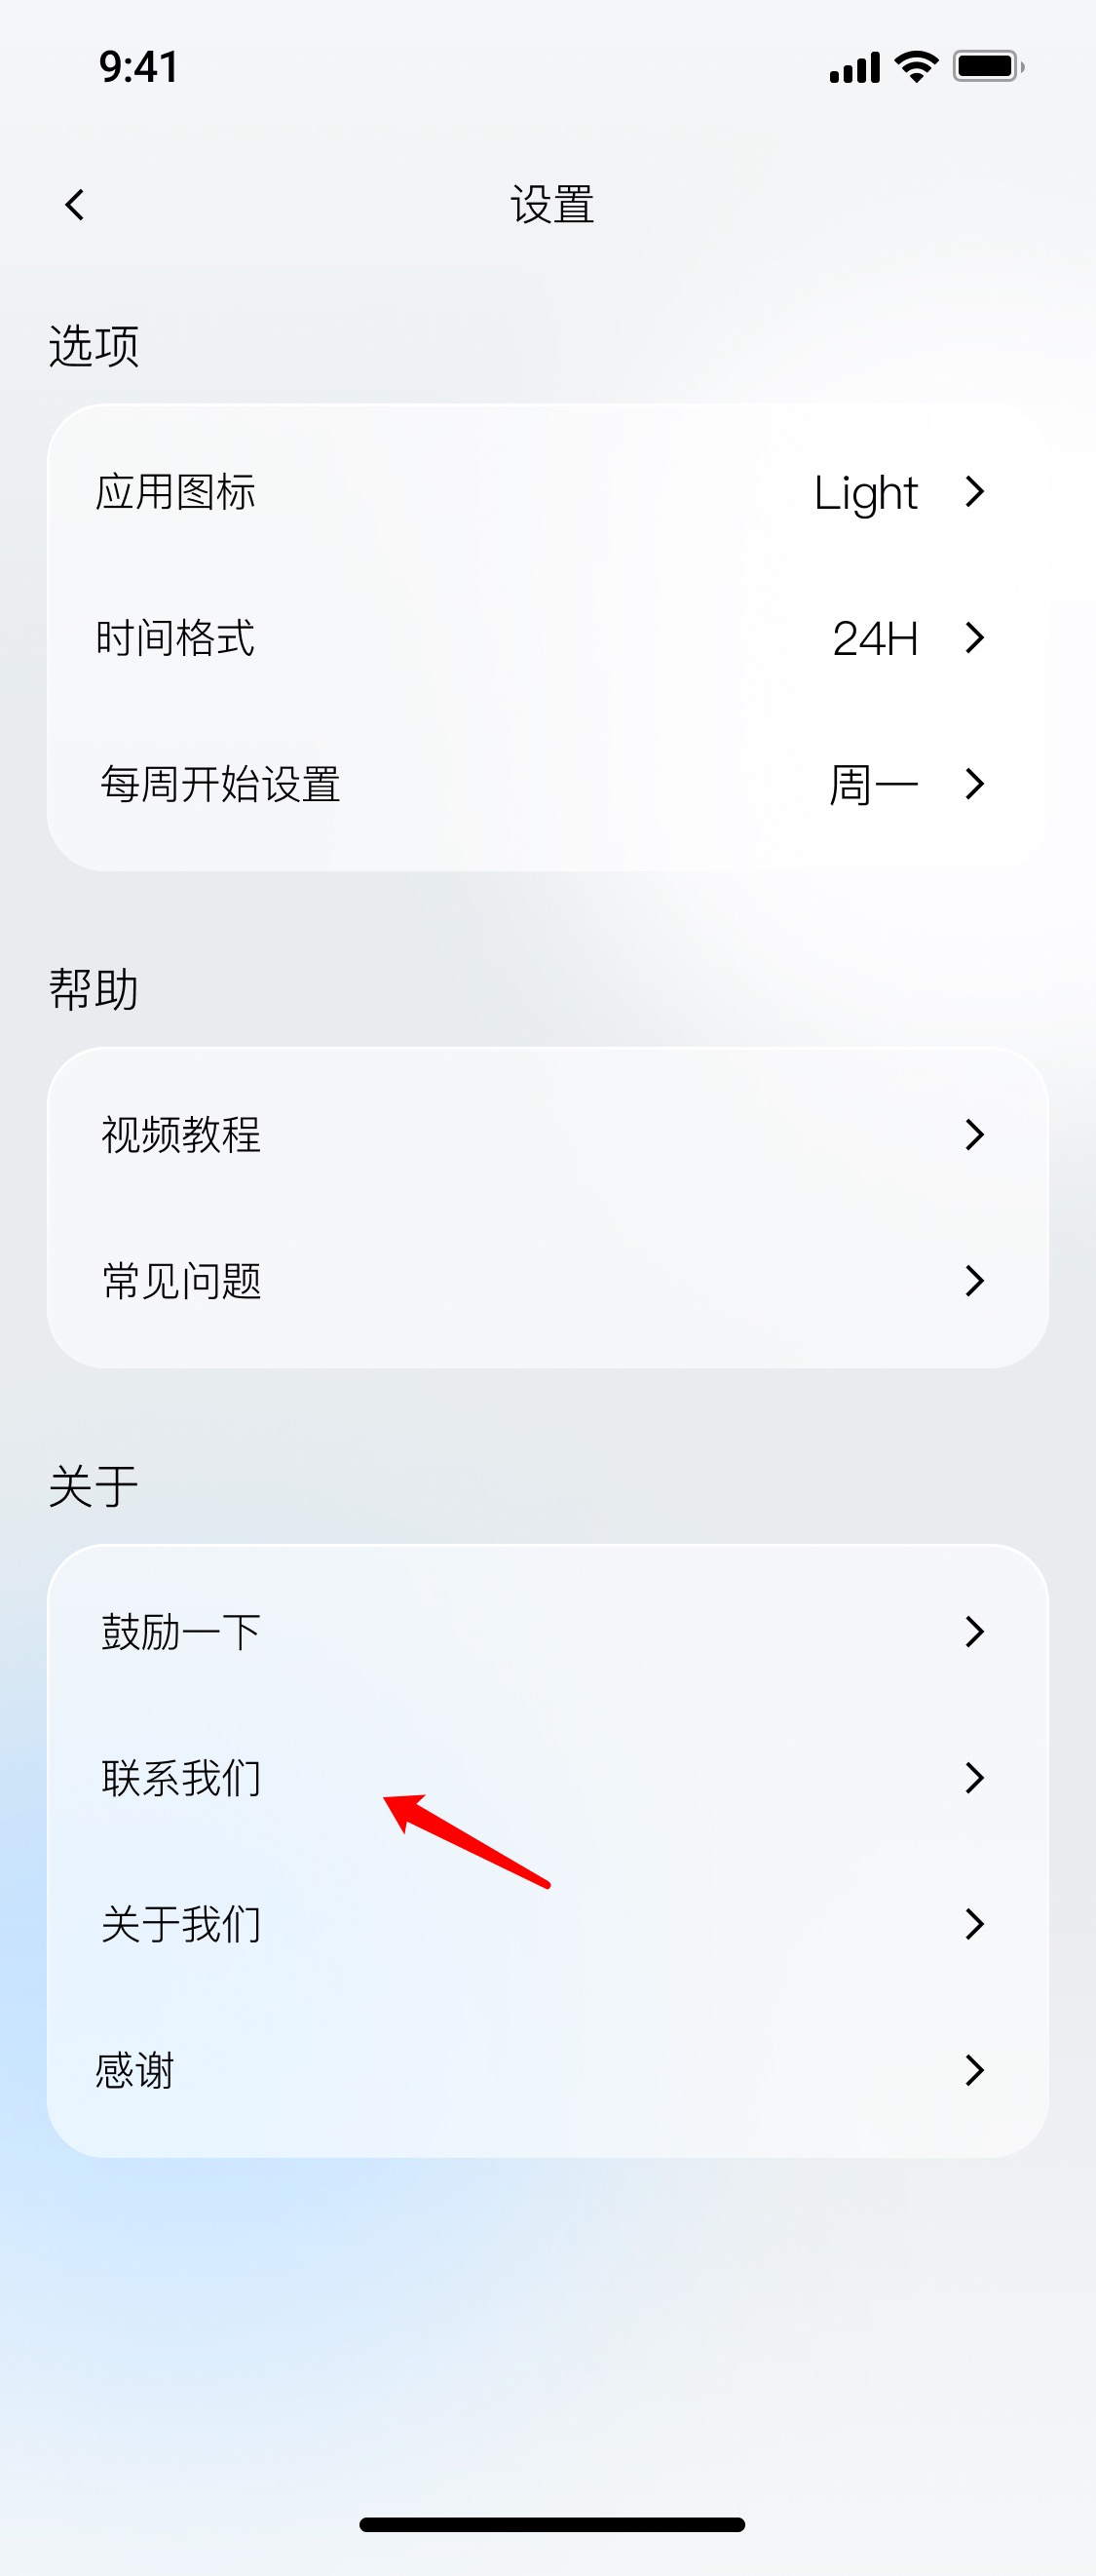 9:41
设置
选项
应用图标 Light
时间格式 24H
每周开始设置 周一
帮助
视频教程
常见问题
关于
鼓励一下
联系我们
关于我们
感谢